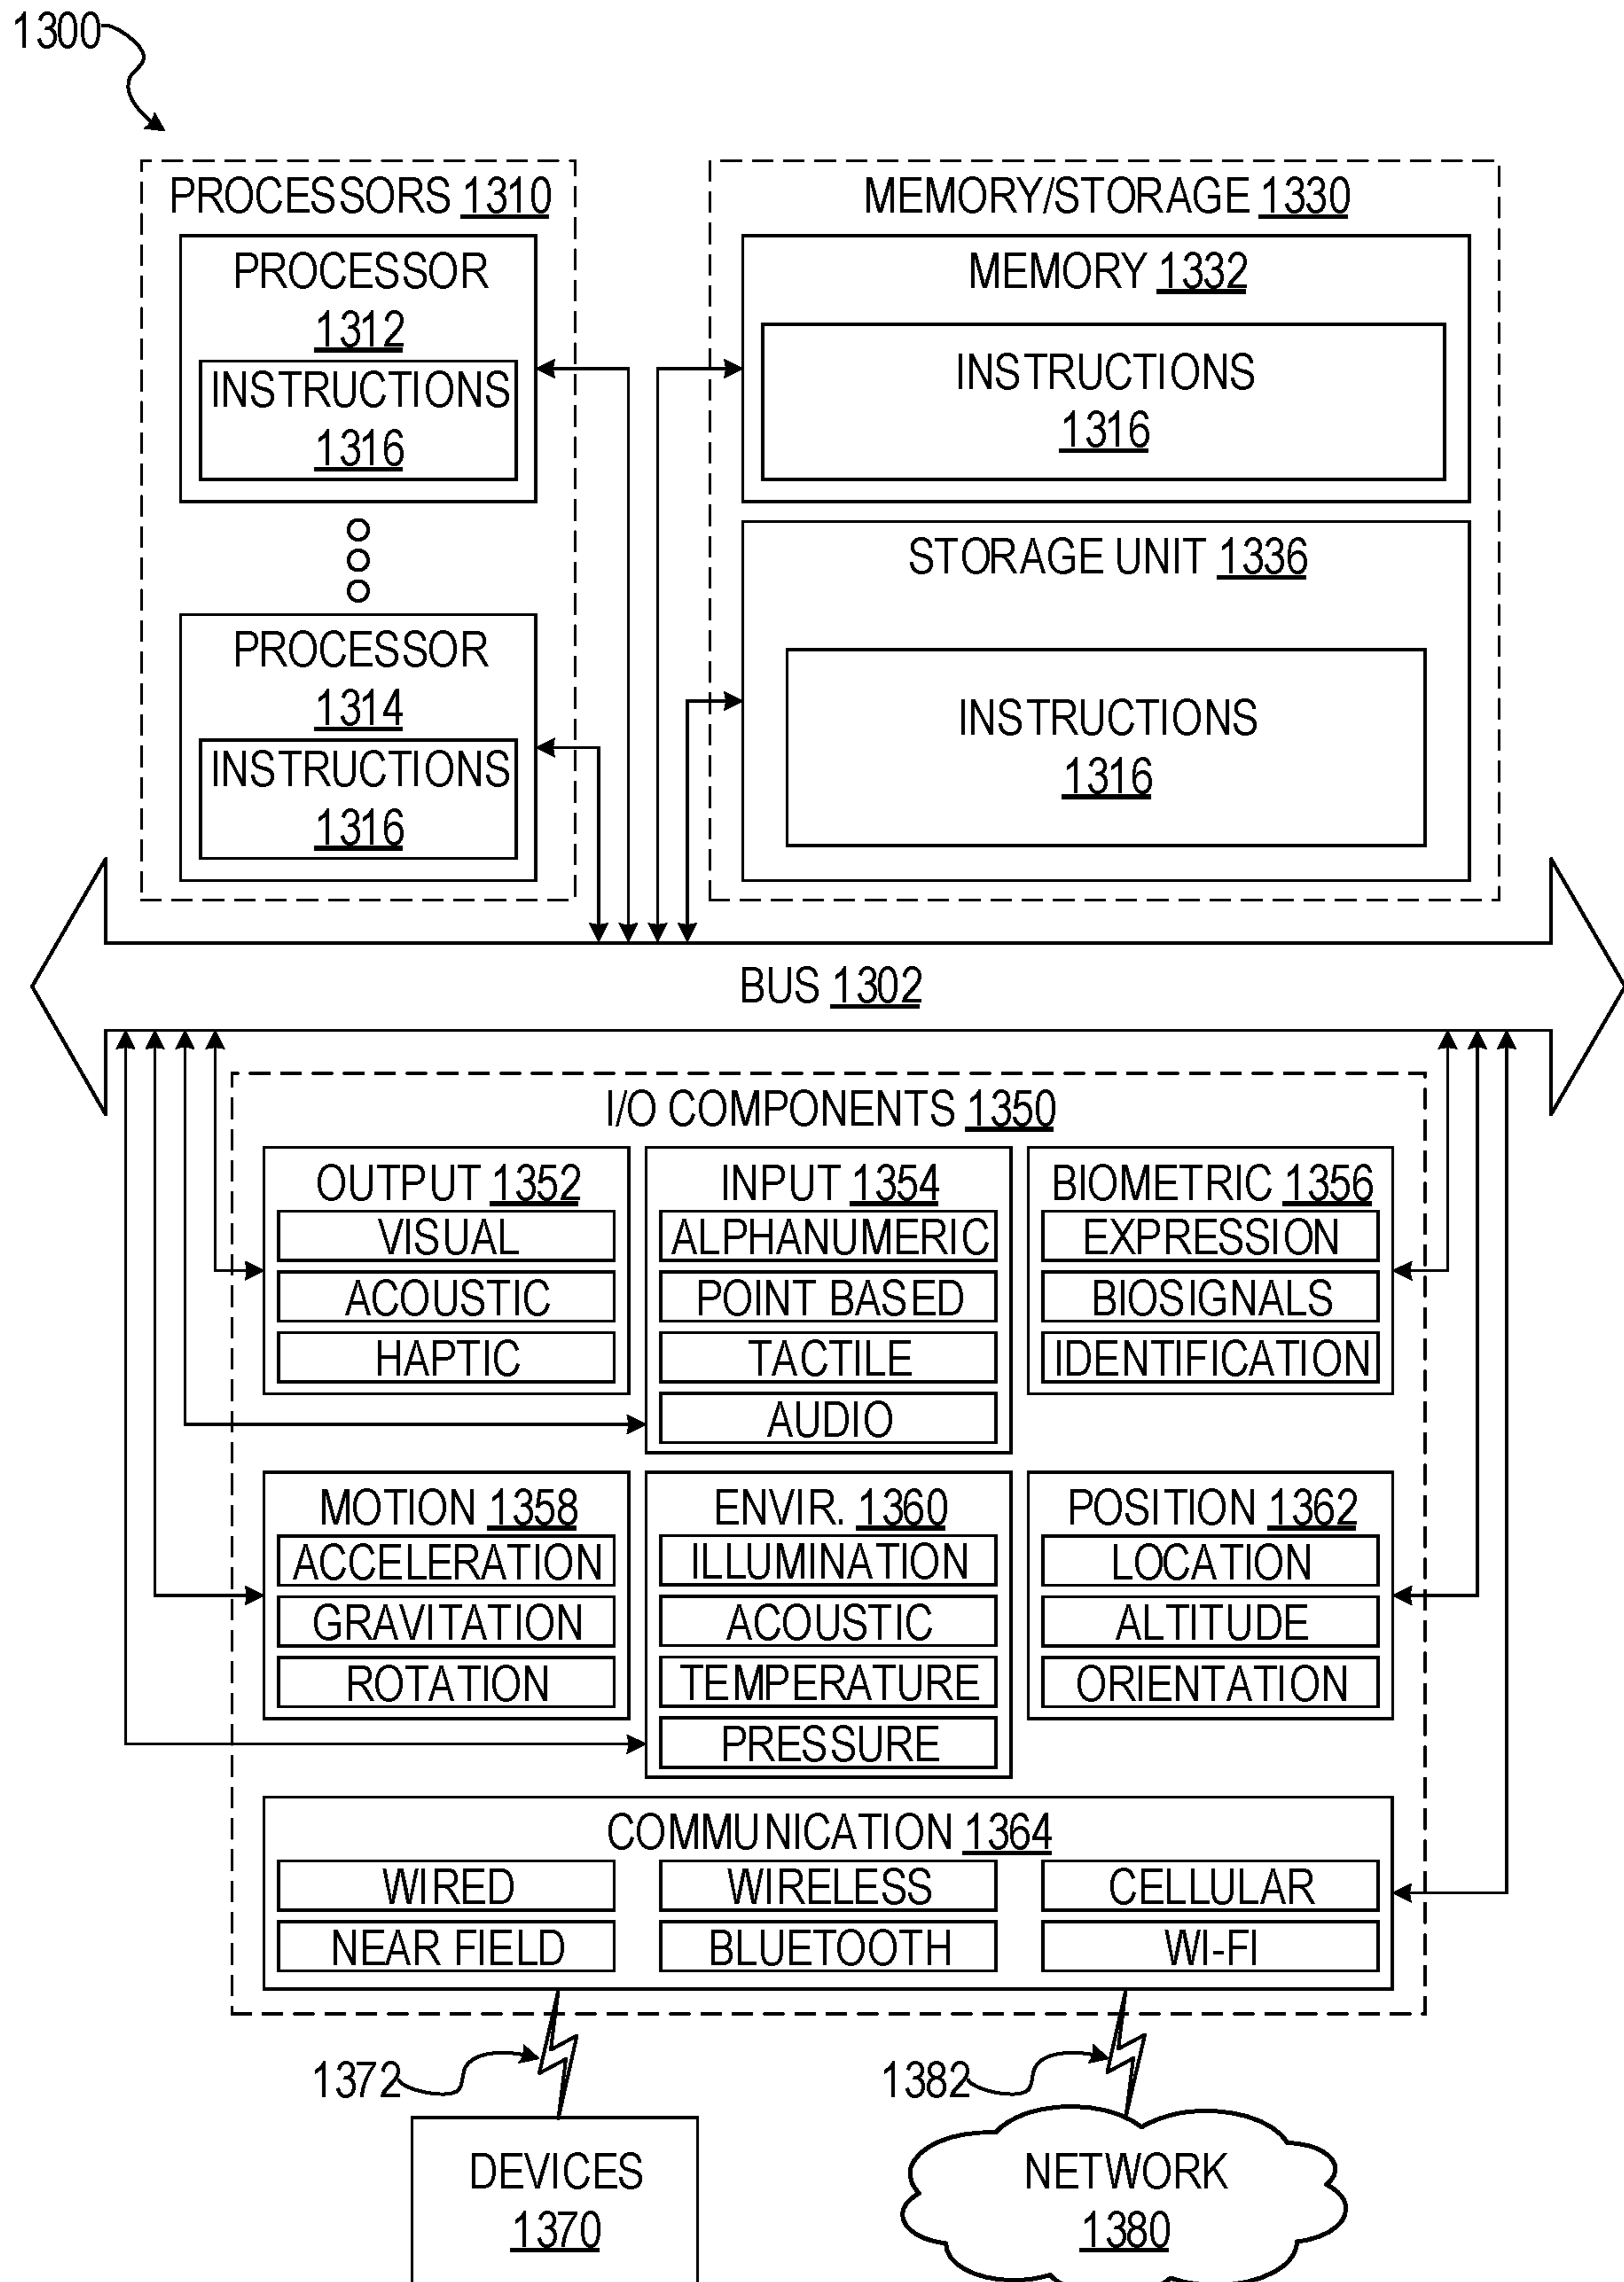 1300
PROCESSORS 1310
PROCESSOR
1312
INSTRUCTIONS
1316
PROCESSOR
1314
INSTRUCTIONS
1316
MEMORY/STORAGE 1330
MEMORY 1332
INSTRUCTIONS
1316
STORAGE UNIT 1336
INSTRUCTIONS
1316
BUS 1302
I/O COMPONENTS 1350
OUTPUT 1352
VISUAL
ACOUSTIC
HAPTIC
INPUT 1354
ALPHANUMERIC
POINT BASED
TACTILE
AUDIO
BIOMETRIC 1356
EXPRESSION
BIOSIGNALS
IDENTIFICATION
MOTION 1358
ACCELERATION
GRAVITATION
ROTATION
ENVIR. 1360
ILLUMINATION
ACOUSTIC
TEMPERATURE
PRESSURE
POSITION 1362
LOCATION
ALTITUDE
ORIENTATION
COMMUNICATION 1364
WIRED
WIRELESS
CELLULAR
NEAR FIELD
BLUETOOTH
WI-FI
1372
1382
DEVICES
1370
NETWORK
1380